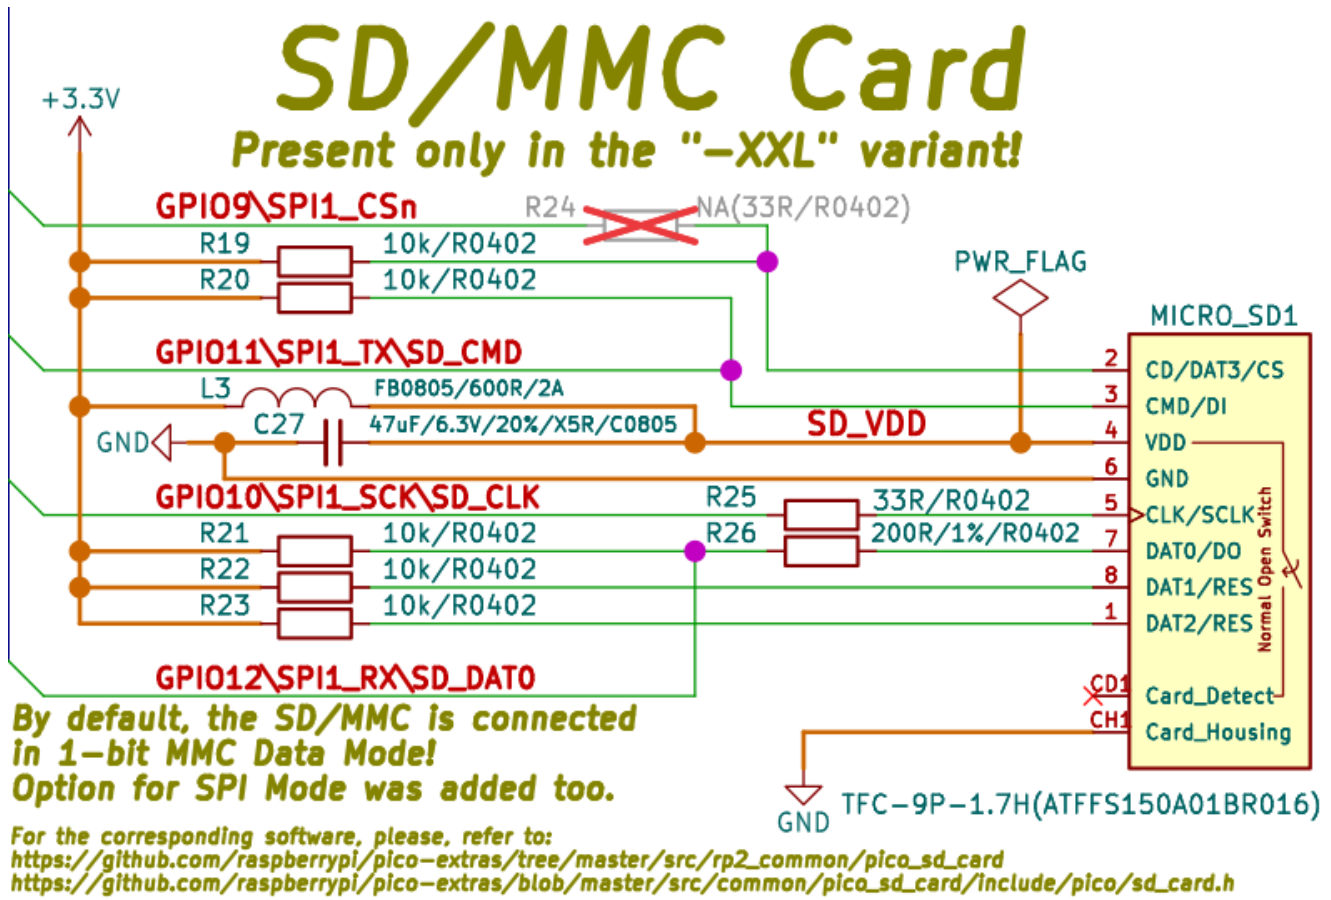 SD/MMC Card
+3.3V
Present only in the "-XXL" variant!
GPIO9\SPI1_CSn
R24
NA(33R/R0402)
R19
10k/R0402
R20
10k/R0402
PWR_FLAG
MICRO_SD1
GPIO11\SPI1_TX\SD_CMD
2
CD/DAT3/CS
L3
FB0805/600R/2A
3
CMD/DI
C27
47uF/6.3V/20%/X5R/C0805
SD_VDD
GND
4
VDD
6
GND
GPIO10\SPI1_SCK\SD_CLK
R25
33R/R0402
5
CLK/SCLK
R21
10k/R0402
R26
200R/1%/R0402
7
DAT0/DO
R22
10k/R0402
8
DAT1/RES
R23
10k/R0402
1
DAT2/RES
Normal Open Switch
GPIO12\SPI1_RX\SD_DAT0
CD1
Card_Detect
CH1
Card_Housing
By default, the SD/MMC is connected
in 1-bit MMC Data Mode!
Option for SPI Mode was added too.
GND
TFC-9P-1.7H(ATFFS150A01BR016)
For the corresponding software, please, refer to:
https://github.com/raspberrypi/pico-extras/tree/master/src/rp2_common/pico_sd_card
https://github.com/raspberrypi/pico-extras/blob/master/src/common/pico_sd_card/include/pico/sd_card.h